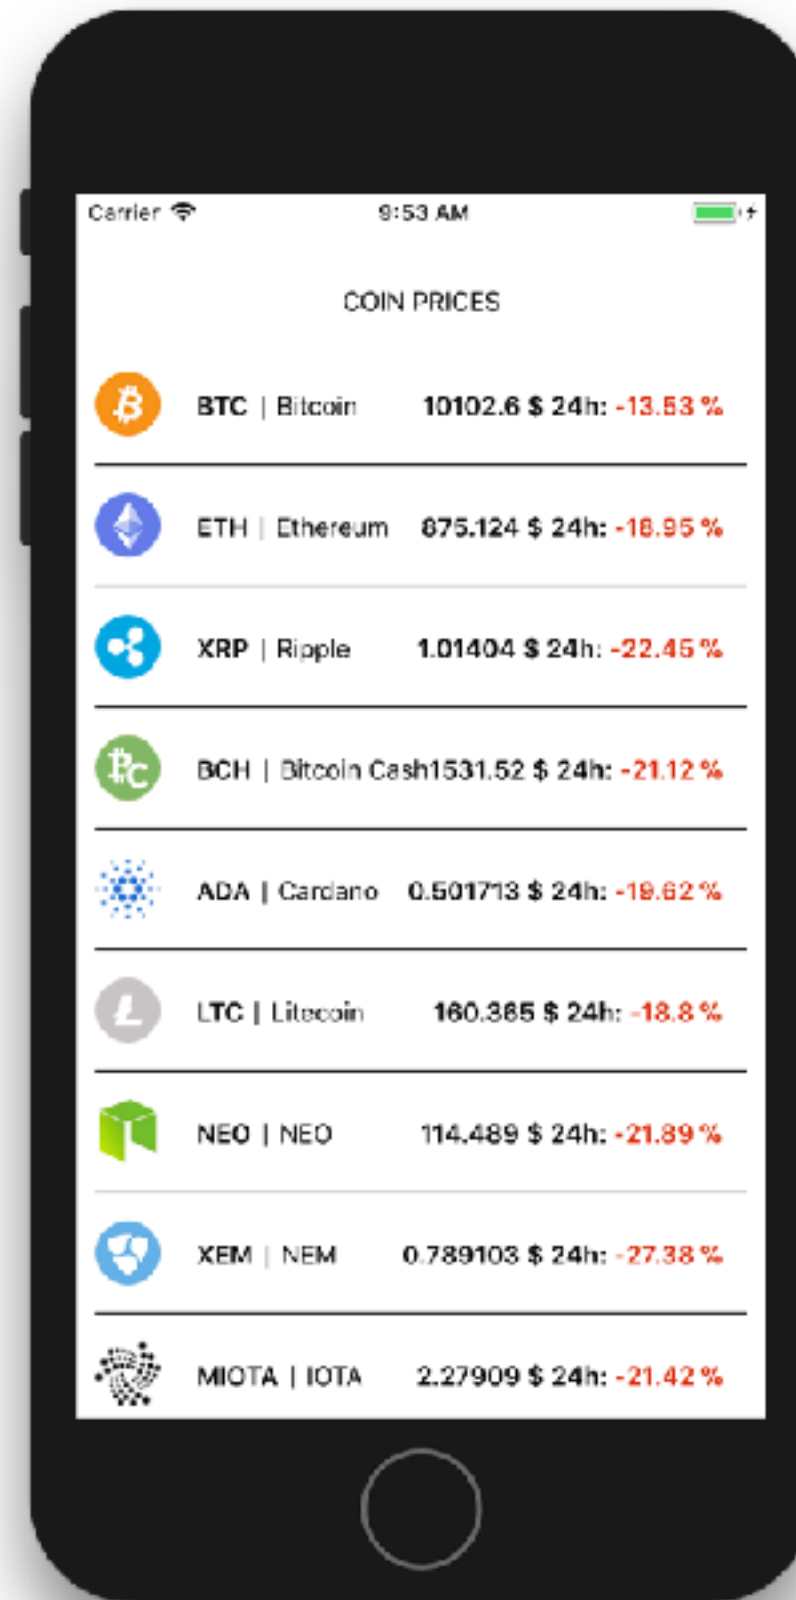 Carrier 9:53 AM
COIN PRICES
BTC | Bitcoin 10102.6 $ 24h: -13.53 %
ETH | Ethereum 875.124 $ 24h: -18.95 %
XRP | Ripple 1.01404 $ 24h: -22.45 %
BCH | Bitcoin Cash1531.52 $ 24h: -21.12 %
ADA | Cardano 0.501713 $ 24h: -19.62 %
LTC | Litecoin 160.365 $ 24h: -18.8 %
NEO | NEO 114.489 $ 24h: -21.89 %
XEM | NEM 0.789103 $ 24h: -27.38 %
MIOTA | IOTA 2.27909 $ 24h: -21.42 %